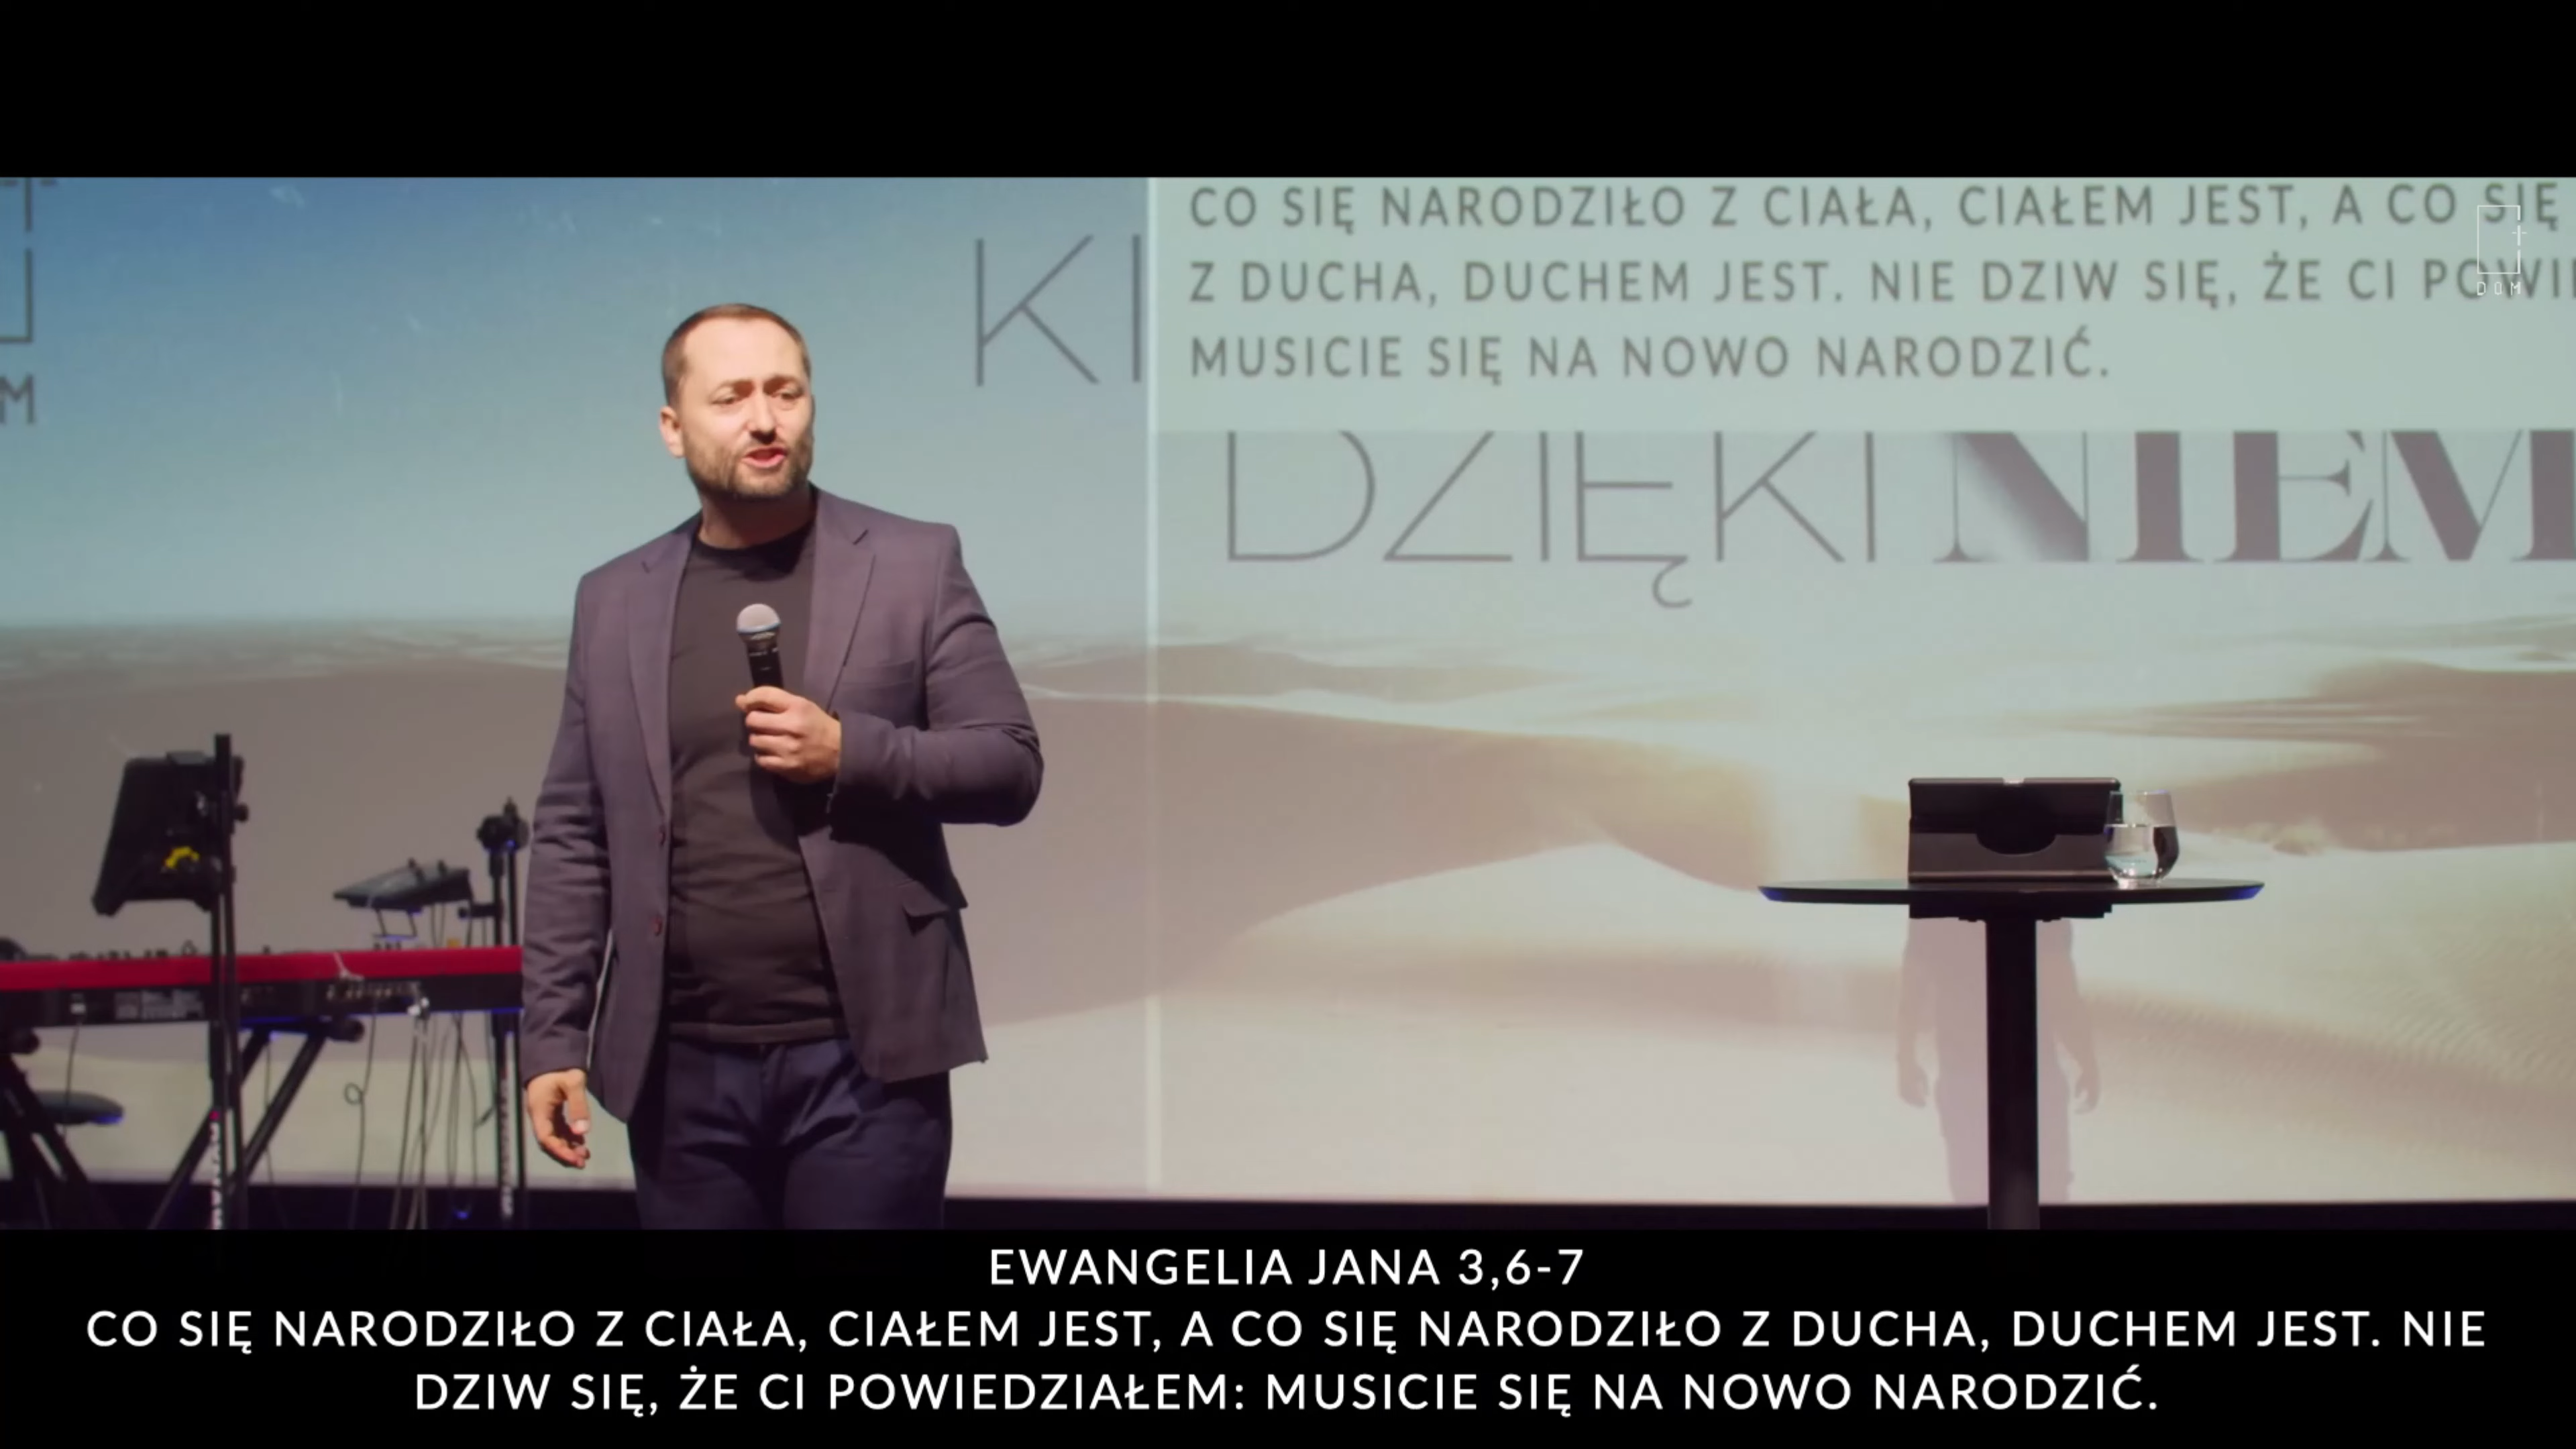 M
KI
CO SIĘ NARODZIŁO Z CIAŁA, CIAŁEM JEST, A CO SIĘ
Z DUCHA, DUCHEM JEST. NIE DZIW SIĘ, ŻE CI
MUSICIE SIĘ NA NOWO NARODZIĆ.
DZIĘKI NIEM
DOM
EWANGELIA JANA 3,6-7
CO SIĘ NARODZIŁO Z CIAŁA, CIAŁEM JEST, A CO SIĘ NARODZIŁO Z DUCHA, DUCHEM JEST. NIE
DZIW SIĘ, ŻE CI POWIEDZIAŁEM: MUSICIE SIĘ NA NOWO NARODZIĆ.